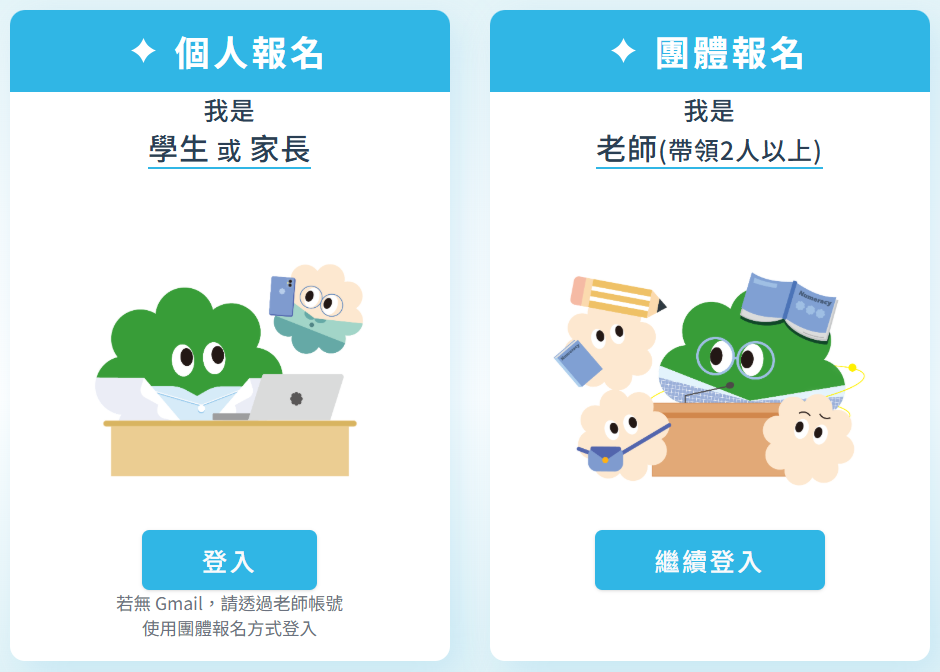 個人報名
我是
學生 或 家長
登入
若無 Gmail，請透過老師帳號
使用團體報名方式登入
團體報名
我是
老師(帶領2人以上)
Numeracy
Numeracy
繼續登入